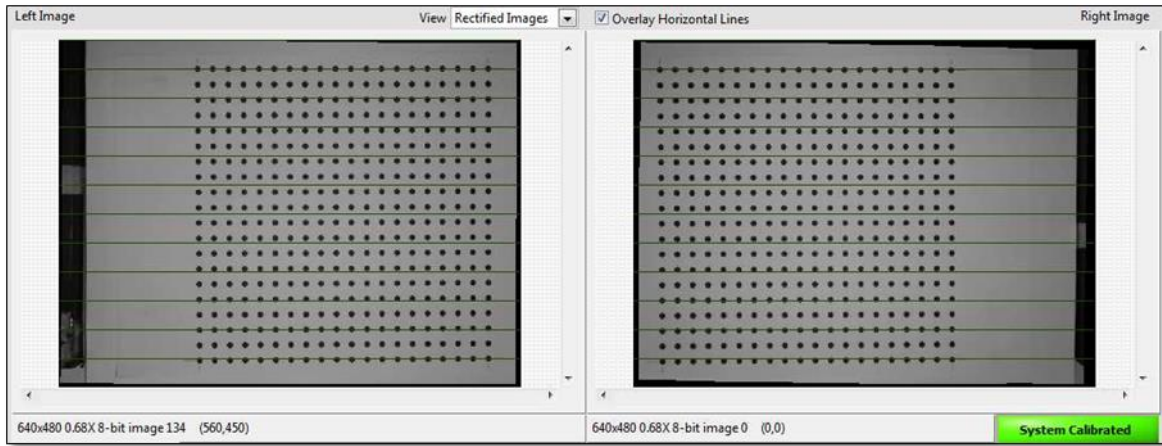 Left Image
View Rectified Images
Overlay Horizontal Lines
Right Image
640x480 0.68X 8-bit image 134 (560,450)
640x480 0.68X 8-bit image 0 (0,0)
System Calibrated